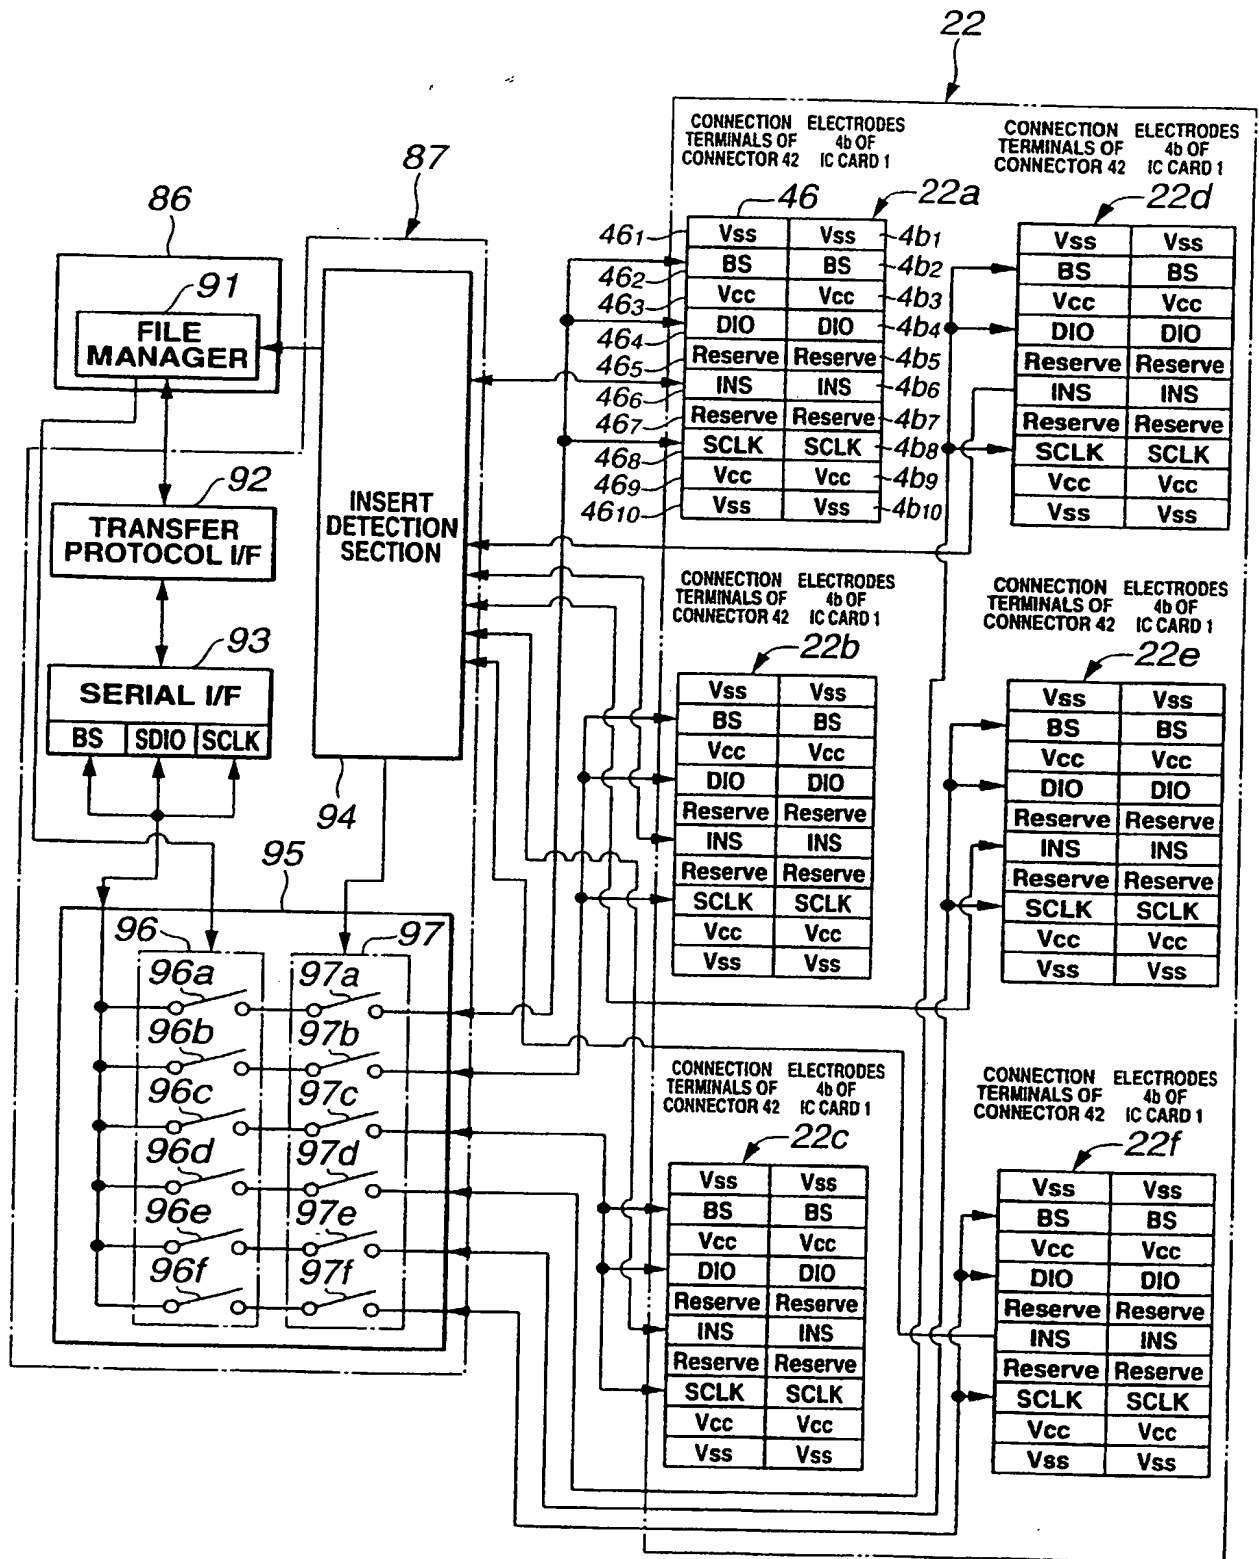 22
CONNECTION TERMINALS OF CONNECTOR 42
ELECTRODES 4b OF IC CARD 1
CONNECTION TERMINALS OF CONNECTOR 42
ELECTRODES 4b OF IC CARD 1
87
86
91
FILE
MANAGER
92
TRANSFER
PROTOCOL I/F
93
SERIAL I/F
BS SDIO SCLK
INSERT
DETECTION
SECTION
94
95
96 97
96a 97a
96b 97b
96c 97c
96d 97d
96e 97e
96f 97f
46 22a
461 Vss Vss 4b1
462 BS BS 4b2
463 Vcc Vcc 4b3
464 DIO DIO 4b4
465 Reserve Reserve 4b5
466 INS INS 4b6
467 Reserve Reserve 4b7
468 SCLK SCLK 4b8
469 Vcc Vcc 4b9
4610 Vss Vss 4b10
22d
Vss Vss
BS BS
Vcc Vcc
DIO DIO
Reserve Reserve
INS INS
Reserve Reserve
SCLK SCLK
Vcc Vcc
Vss Vss
CONNECTION TERMINALS OF CONNECTOR 42
ELECTRODES 4b OF IC CARD 1
22b
Vss Vss
BS BS
Vcc Vcc
DIO DIO
Reserve Reserve
INS INS
Reserve Reserve
SCLK SCLK
Vcc Vcc
Vss Vss
CONNECTION TERMINALS OF CONNECTOR 42
ELECTRODES 4b OF IC CARD 1
22e
Vss Vss
BS BS
Vcc Vcc
DIO DIO
Reserve Reserve
INS INS
Reserve Reserve
SCLK SCLK
Vcc Vcc
Vss Vss
CONNECTION TERMINALS OF CONNECTOR 42
ELECTRODES 4b OF IC CARD 1
22c
Vss Vss
BS BS
Vcc Vcc
DIO DIO
Reserve Reserve
INS INS
Reserve Reserve
SCLK SCLK
Vcc Vcc
Vss Vss
CONNECTION TERMINALS OF CONNECTOR 42
ELECTRODES 4b OF IC CARD 1
22f
Vss Vss
BS BS
Vcc Vcc
DIO DIO
Reserve Reserve
INS INS
Reserve Reserve
SCLK SCLK
Vcc Vcc
Vss Vss